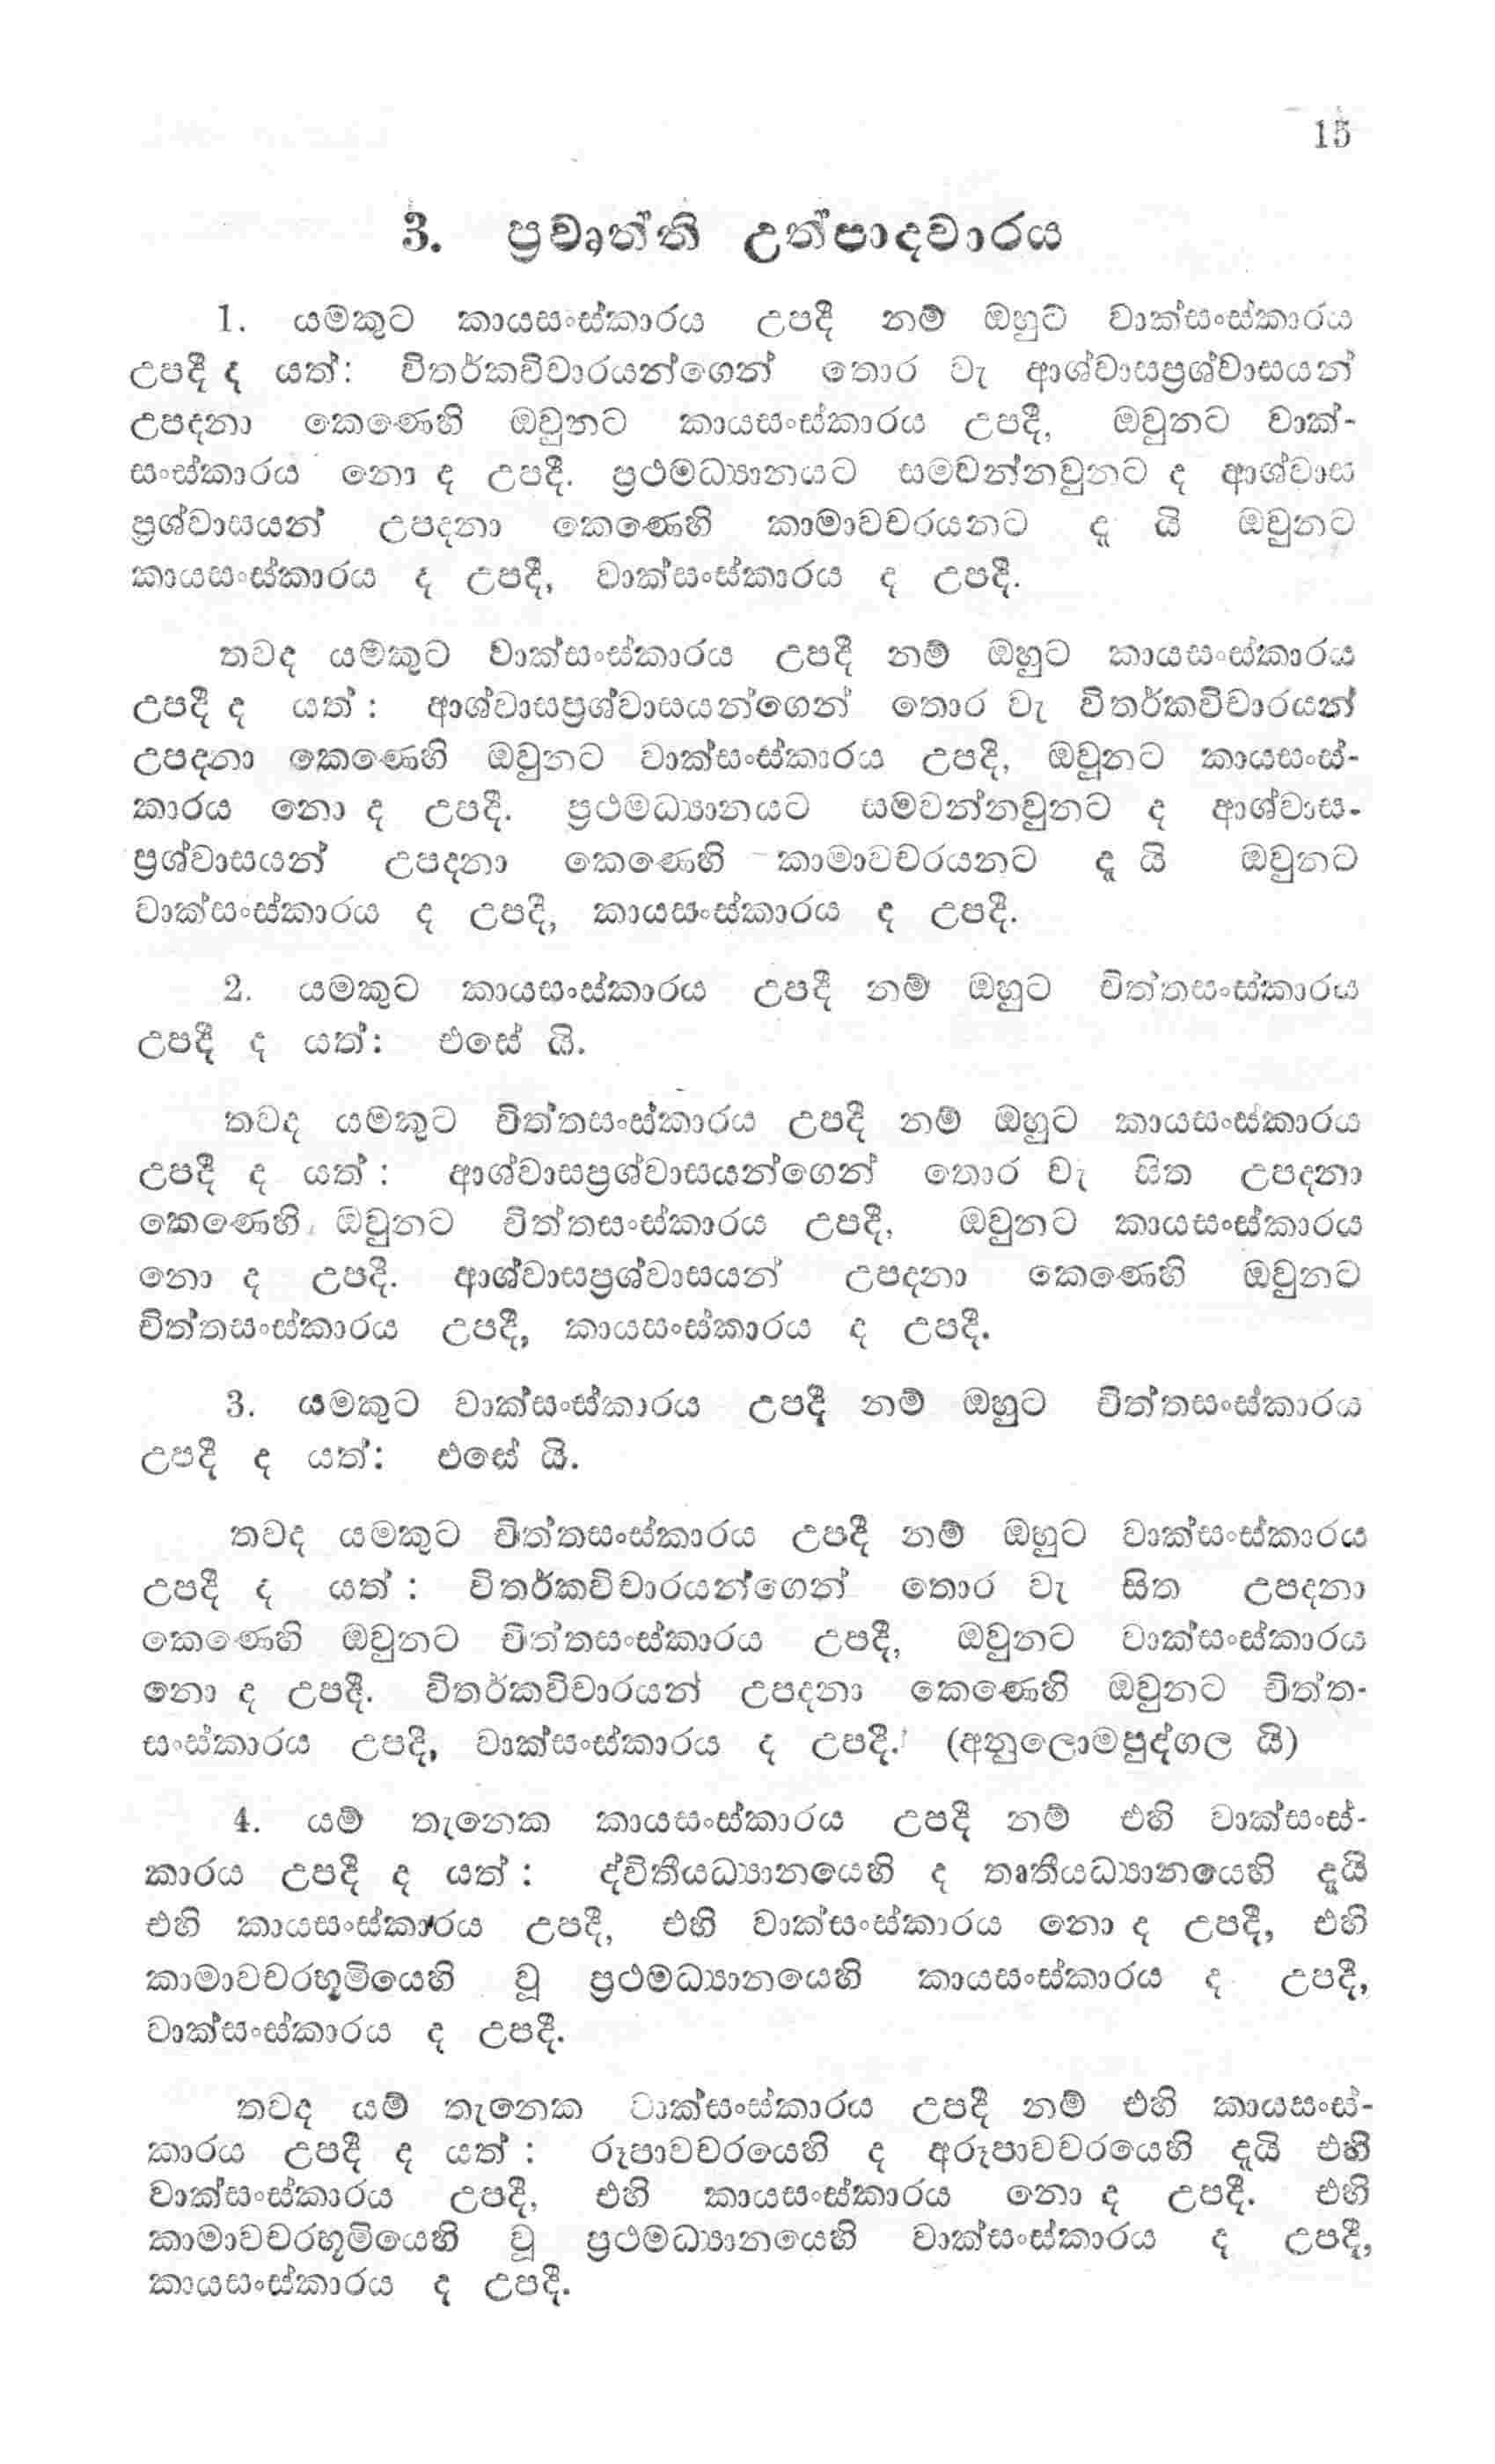 15
3. ප්‍රවෘත්ති උත්පාදවාරය
1. යමකුට කායසංස්කාරය උපදී නම් ඔහුට වාක්සංස්කාරය
උපදී ද යත්: විතර්කවිචාරයන්ගෙන් තොර වැ ආශ්වාසප්‍රශ්වාසයන්
උපදනා කෙණෙහි ඔවුනට කායසංස්කාරය උපදී, ඔවුනට වාක්-
සංස්කාරය නො ද උපදී. ප්‍රථමධ්‍යානයට සමවන්නවුනට ද ආශ්වාස
ප්‍රශ්වාසයන් උපදනා කෙණෙහි කාමාවචරයනට දැ යි ඔවුනට
කායසංස්කාරය ද උපදී, වාක්සංස්කාරය ද උපදී.
තවද යමකුට වාක්සංස්කාරය උපදී නම් ඔහුට කායසංස්කාරය
උපදී ද යත් : ආශ්වාසප්‍රශ්වාසයන්ගෙන් තොර වැ විතර්කවිචාරයන්
උපදනා කෙණෙහි ඔවුනට වාක්සංස්කාරය උපදී, ඔවුනට කායසංස්-
කාරය නො ද උපදී. ප්‍රථමධ්‍යානයට සමවන්නවුනට ද ආශ්වාස-
ප්‍රශ්වාසයන් උපදනා කෙණෙහි කාමාවචරයනට දැ යි ඔවුනට
වාක්සංස්කාරය ද උපදී, කායසංස්කාරය ද උපදී.
2. යමකුට කායසංස්කාරය උපදී නම් ඔහුට චිත්තසංස්කාරය
උපදී ද යත්: එසේ යි.
තවද යමකුට චිත්තසංස්කාරය උපදී නම් ඔහුට කායසංස්කාරය
උපදී ද යත් : ආශ්වාසප්‍රශ්වාසයන්ගෙන් තොර වැ සිත උපදනා
කෙණෙහි ඔවුනට චිත්තසංස්කාරය උපදී, ඔවුනට කායසංස්කාරය
නො ද උපදී. ආශ්වාසප්‍රශ්වාසයන් උපදනා කෙණෙහි ඔවුනට
චිත්තසංස්කාරය උපදී, කායසංස්කාරය ද උපදී.
3. යමකුට වාක්සංස්කාරය උපදී නම් ඔහුට චිත්තසංස්කාරය
උපදී ද යත්: එසේ යි.
තවද යමකුට චිත්තසංස්කාරය උපදී නම් ඔහුට වාක්සංස්කාරය
උපදී ද යත් : විතර්කවිචාරයන්ගෙන් තොර වැ සිත උපදනා
කෙණෙහි ඔවුනට චිත්තසංස්කාරය උපදී, ඔවුනට වාක්සංස්කාරය
නො ද උපදී. විතර්කවිචාරයන් උපදනා කෙණෙහි ඔවුනට චිත්ත-
සංස්කාරය උපදී, වාක්සංස්කාරය ද උපදී. (අනුලොමපුද්ගල යි)
4. යම් තැනෙක කායසංස්කාරය උපදී නම් එහි වාක්සංස්-
කාරය උපදී ද යත් : ද්විතීයධ්‍යානයෙහි ද තෘතීයධ්‍යානයෙහි දැයි
එහි කායසංස්කාරය උපදී, එහි වාක්සංස්කාරය නො ද උපදී, එහි
කාමාවචරභූමියෙහි වූ ප්‍රථමධ්‍යානයෙහි කායසංස්කාරය ද උපදී,
වාක්සංස්කාරය ද උපදී.
තවද යම් තැනෙක වාක්සංස්කාරය උපදී නම් එහි කායසංස්-
කාරය උපදී ද යත් : රූපාවචරයෙහි ද අරූපාවචරයෙහි දැයි එහි
වාක්සංස්කාරය උපදී, එහි කායසංස්කාරය නො ද උපදී. එහි
කාමාවචරභූමියෙහි වූ ප්‍රථමධ්‍යානයෙහි වාක්සංස්කාරය ද උපදී,
කායසංස්කාරය ද උපදී.